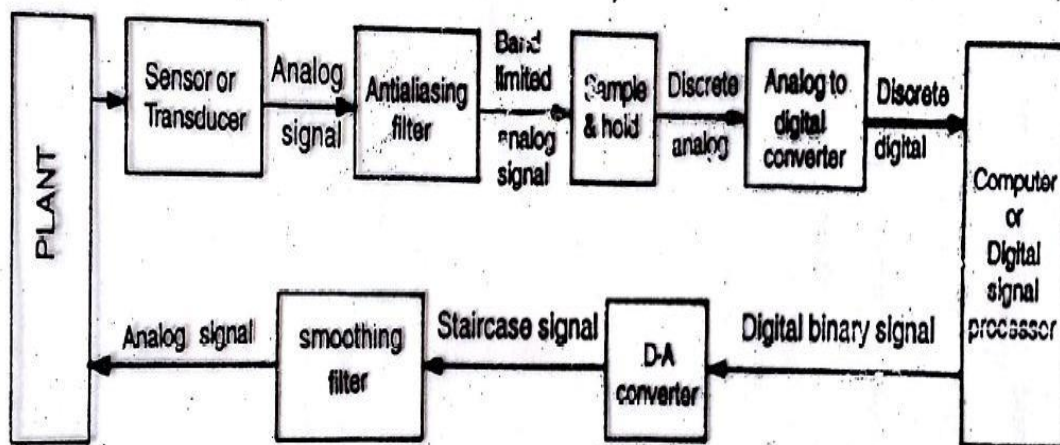 PLANT
Sensor or
Transducer
Analog
signal
Antialiasing
filter
Band
limited
analog
signal
Sample
& hold
Discrete
analog
Analog to
digital
converter
Discrete
digital
Computer
or
Digital
signal
processor
Analog signal
smoothing
filter
Staircase signal
D-A
converter
Digital binary signal